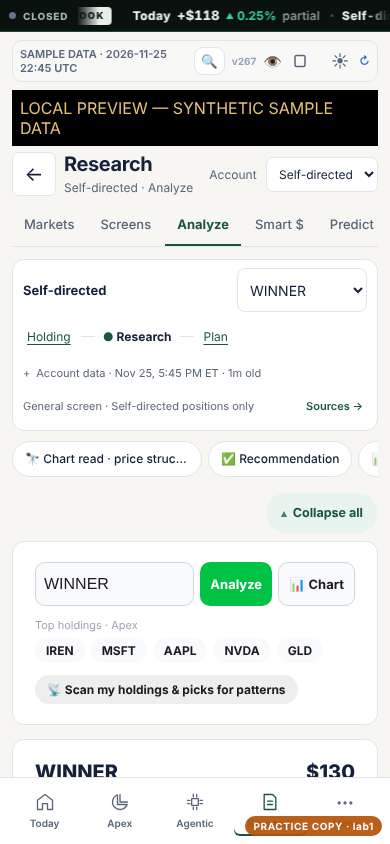 CLOSED OOK Today +$118 ▲ 0.25% partial · Self-di
SAMPLE DATA · 2026-11-25
22:45 UTC
v267
LOCAL PREVIEW — SYNTHETIC SAMPLE
DATA
Research
Self-directed · Analyze
Account
Self-directed
Markets Screens Analyze Smart $ Predict
Self-directed
WINNER
Holding Research Plan
+ Account data · Nov 25, 5:45 PM ET · 1m old
General screen · Self-directed positions only
Sources →
Chart read · price struc...
Recommendation
▲ Collapse all
WINNER
Analyze
Chart
Top holdings · Apex
IREN MSFT AAPL NVDA GLD
Scan my holdings & picks for patterns
WINNER
$130
Today Apex Agentic
PRACTICE COPY · lab1